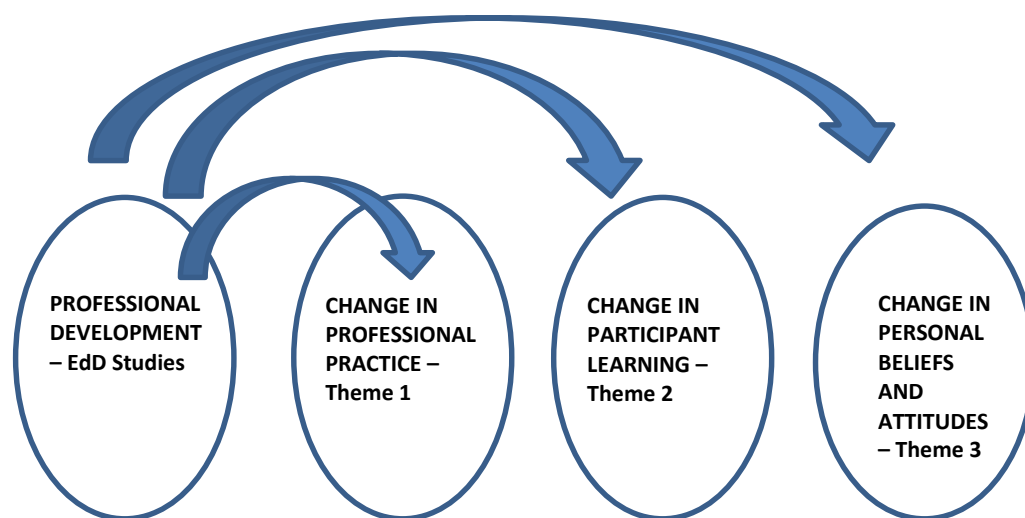 PROFESSIONAL
DEVELOPMENT
– EdD Studies
CHANGE IN
PROFESSIONAL
PRACTICE –
Theme 1
CHANGE IN
PARTICIPANT
LEARNING –
Theme 2
CHANGE IN
PERSONAL
BELIEFS
AND
ATTITUDES
– Theme 3